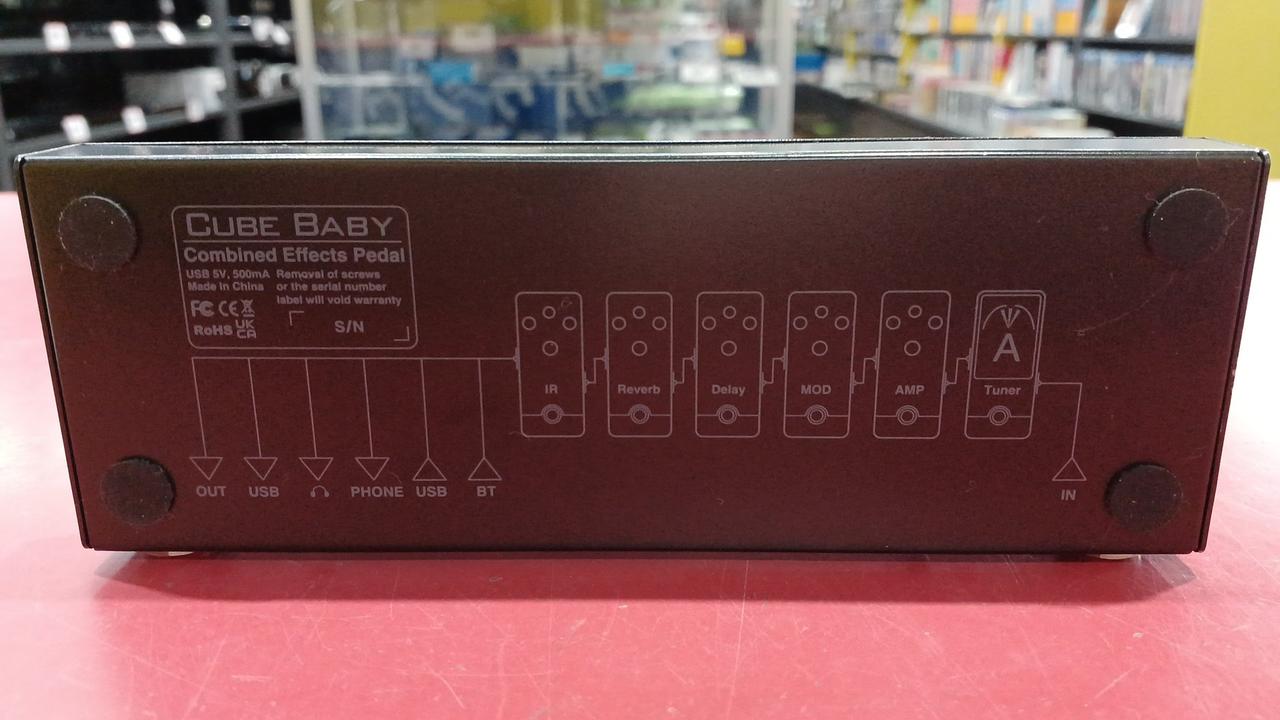 CUBE BABY
Combined Effects Pedal
USB 5V, 500mA
Made in China
Removal of screws
or the serial number
label will void warranty
FC CE
RoHS UK
CA
S/N
A
IR Reverb Delay MOD AMP Tuner
OUT USB PHONE USB BT IN